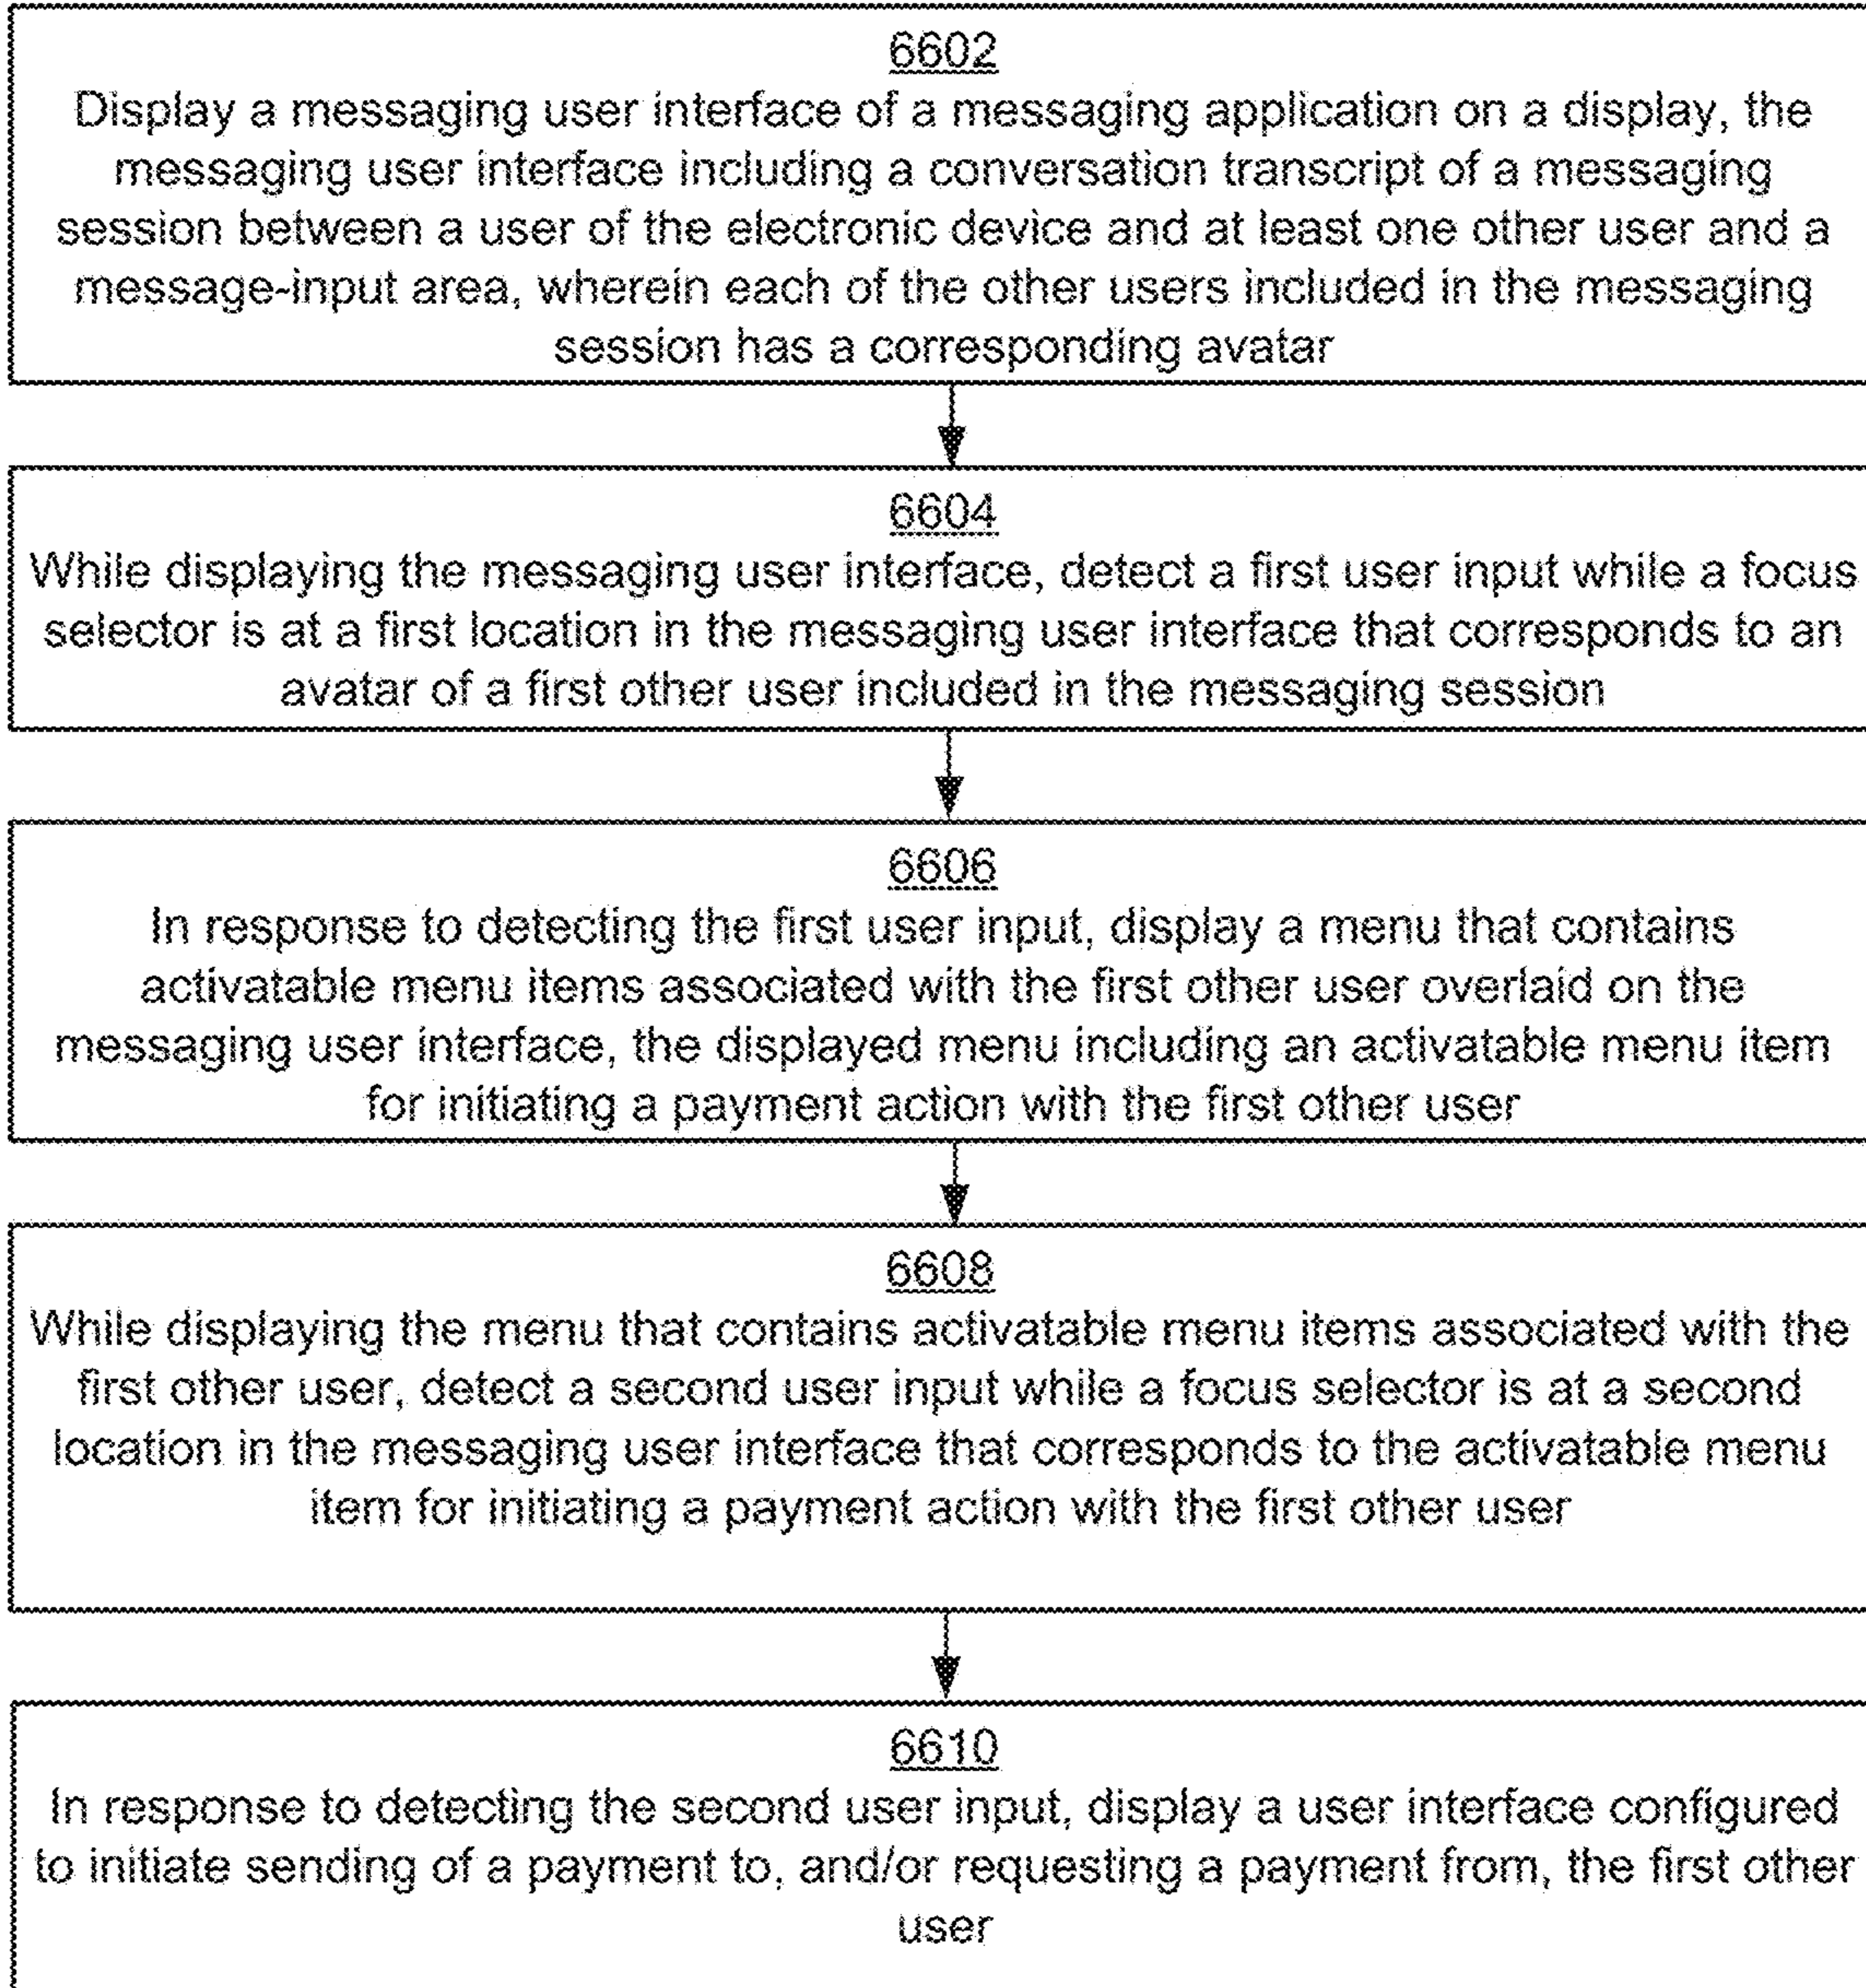 6602
Display a messaging user interface of a messaging application on a display, the
messaging user interface including a conversation transcript of a messaging
session between a user of the electronic device and at least one other user and a
message-input area, wherein each of the other users included in the messaging
session has a corresponding avatar
6604
While displaying the messaging user interface, detect a first user input while a focus
selector is at a first location in the messaging user interface that corresponds to an
avatar of a first other user included in the messaging session
6606
In response to detecting the first user input, display a menu that contains
activatable menu items associated with the first other user overlaid on the
messaging user interface, the displayed menu including an activatable menu item
for initiating a payment action with the first other user
6608
While displaying the menu that contains activatable menu items associated with the
first other user, detect a second user input while a focus selector is at a second
location in the messaging user interface that corresponds to the activatable menu
item for initiating a payment action with the first other user
6610
In response to detecting the second user input, display a user interface configured
to initiate sending of a payment to, and/or requesting a payment from, the first other
user